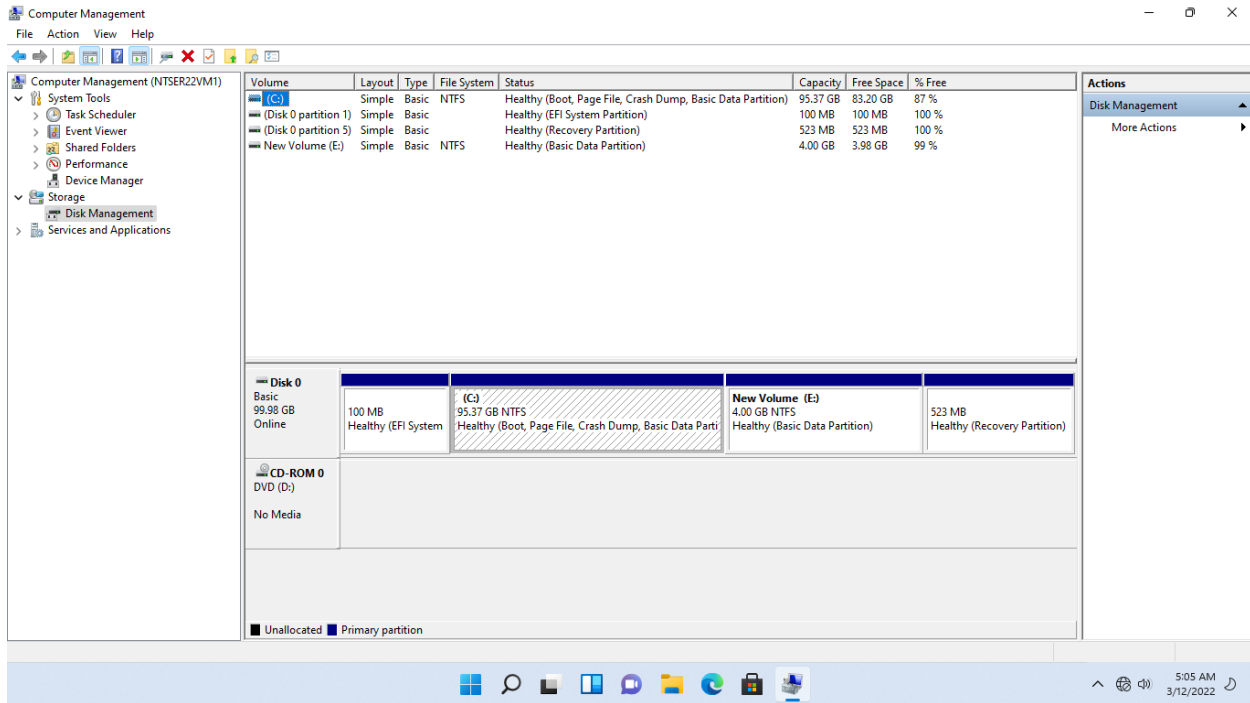 Computer Management
File Action View Help
Computer Management (NTSER22VM1)
System Tools
Task Scheduler
Event Viewer
Shared Folders
Performance
Device Manager
Storage
Disk Management
Services and Applications
Volume Layout Type File System Status Capacity Free Space % Free
(C:) Simple Basic NTFS Healthy (Boot, Page File, Crash Dump, Basic Data Partition) 95.37 GB 83.20 GB 87 %
(Disk 0 partition 1) Simple Basic Healthy (EFI System Partition) 100 MB 100 MB 100 %
(Disk 0 partition 5) Simple Basic Healthy (Recovery Partition) 523 MB 523 MB 100 %
New Volume (E:) Simple Basic NTFS Healthy (Basic Data Partition) 4.00 GB 3.98 GB 99 %
Disk 0
Basic
99.98 GB
Online
100 MB
Healthy (EFI System
(C:)
95.37 GB NTFS
Healthy (Boot, Page File, Crash Dump, Basic Data Parti
New Volume (E:)
4.00 GB NTFS
Healthy (Basic Data Partition)
523 MB
Healthy (Recovery Partition)
CD-ROM 0
DVD (D:)
No Media
Unallocated Primary partition
Actions
Disk Management
More Actions
5:05 AM
3/12/2022